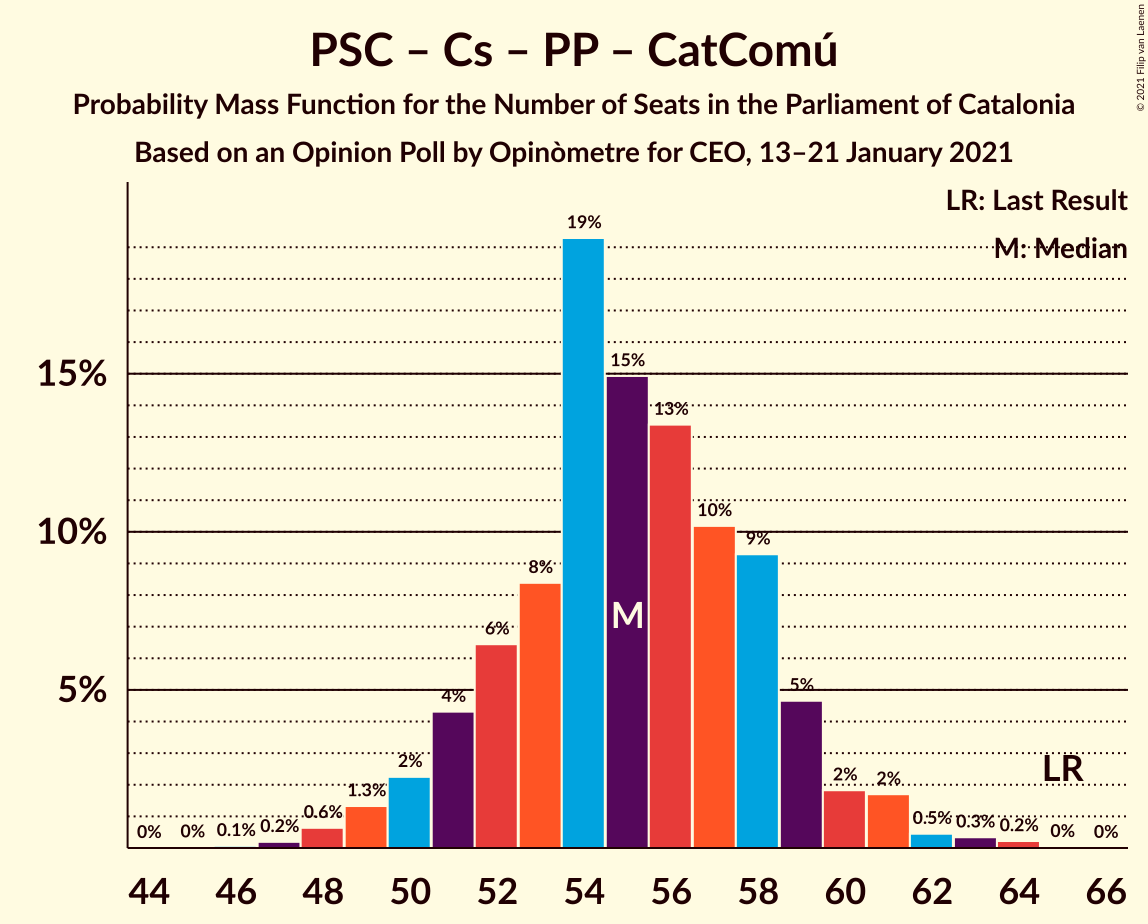 PSC – Cs – PP – CatComú
Probability Mass Function for the Number of Seats in the Parliament of Catalonia
Based on an Opinion Poll by Opinòmetre for CEO, 13–21 January 2021
© 2021 Filip van Laenen
LR: Last Result
M: Median
15%
10%
5%
0%
0%
0.1%
0.2%
0.6%
1.3%
2%
4%
6%
8%
19%
15%
13%
10%
9%
5%
2%
2%
0.5%
0.3%
0.2%
0%
0%
M
LR
44 46 48 50 52 54 56 58 60 62 64 66